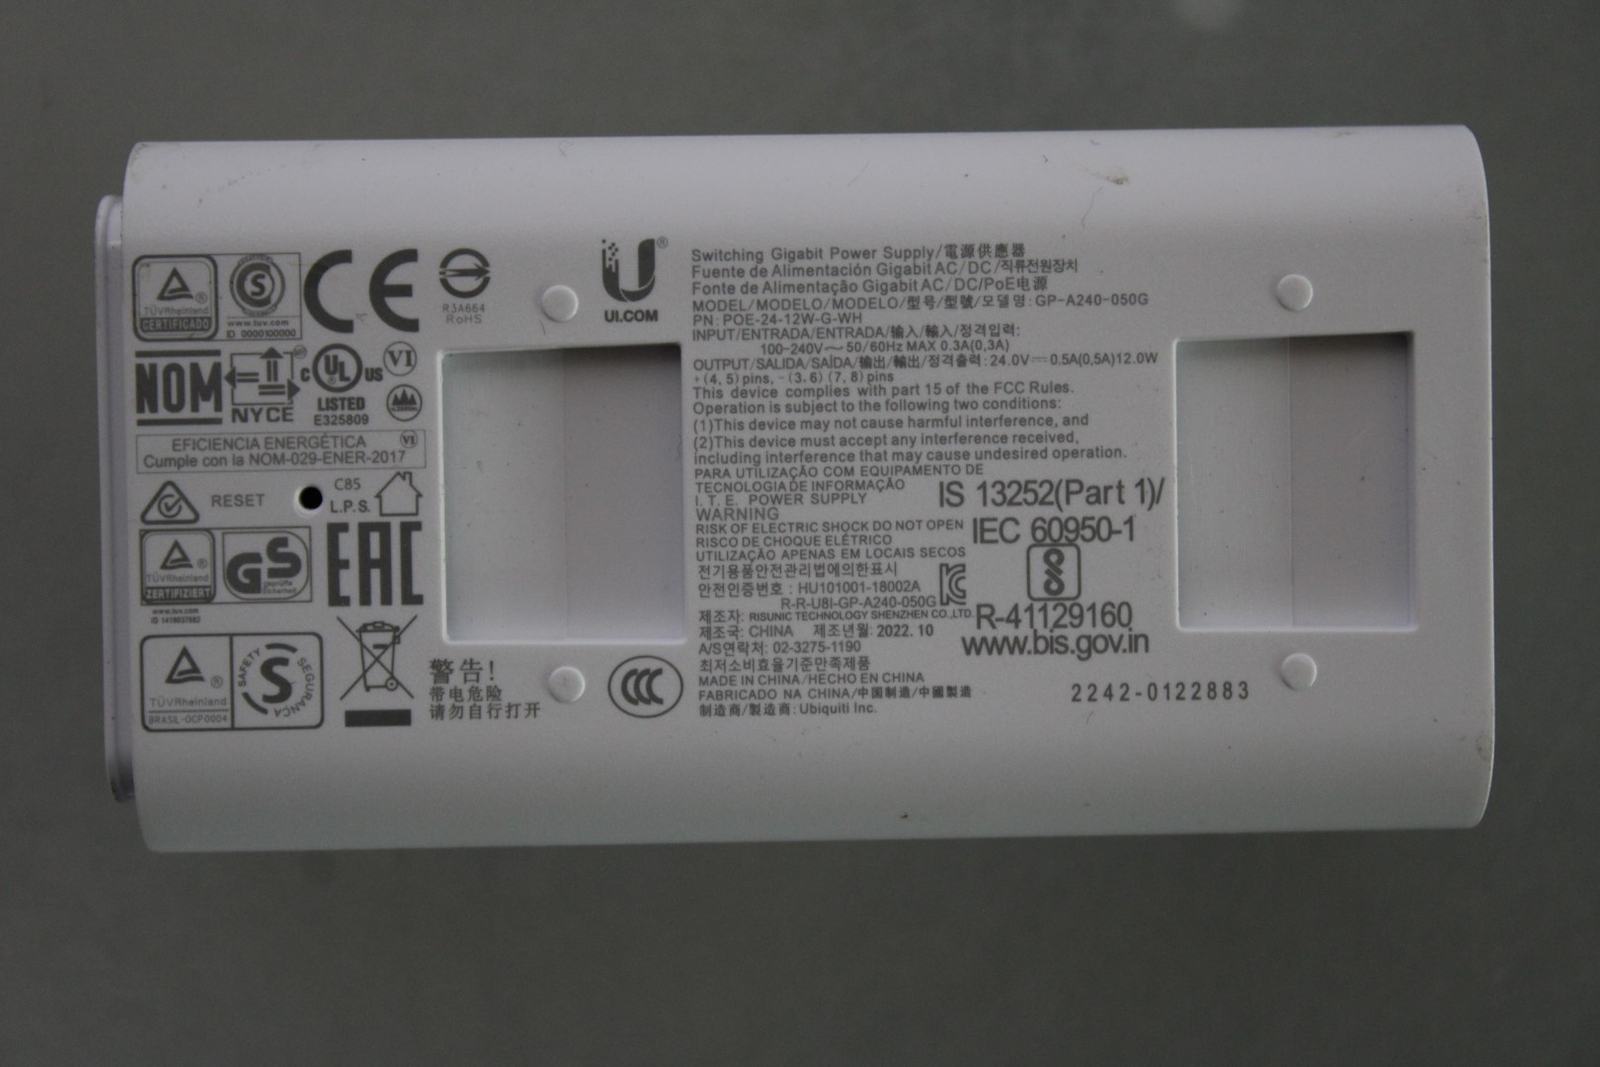 TÜVRheinland
CERTIFICADO
www.tuv.com
ID 0000100000
CE
R3A664
RoHS
UI.COM
NOM
NYCE
c UL us
LISTED
E325809
VI
EFICIENCIA ENERGÉTICA VI
Cumple con la NOM-029-ENER-2017
RESET
C85
L.P.S.
TÜVRheinland
ZERTIFIZIERT
www.tuv.com
GS
geprüfte
Sicherheit
EAC
TÜVRheinland
BRASIL-OCP0004
SAFETY
S
SEGURANÇA
警告!
带电危险
请勿自行打开
CCC
Switching Gigabit Power Supply/電源供應器
Fuente de Alimentación Gigabit AC/DC/직류전원장치
Fonte de Alimentação Gigabit AC/DC/PoE电源
MODEL/MODELO/MODELO/型号/型號/모델명: GP-A240-050G
PN: POE-24-12W-G-WH
INPUT/ENTRADA/ENTRADA/输入/輸入/정격입력:
100-240V～50/60Hz MAX 0.3A(0,3A)
OUTPUT/SALIDA/SAÍDA/输出/輸出/정격출력: 24.0V⎓0.5A(0,5A)12.0W
+(4, 5) pins, -(3, 6) (7, 8) pins
This device complies with part 15 of the FCC Rules.
Operation is subject to the following two conditions:
(1)This device may not cause harmful interference, and
(2)This device must accept any interference received,
including interference that may cause undesired operation.
PARA UTILIZAÇÃO COM EQUIPAMENTO DE
TECNOLOGIA DE INFORMAÇÃO
I. T. E. POWER SUPPLY
WARNING
RISK OF ELECTRIC SHOCK DO NOT OPEN
RISCO DE CHOQUE ELÉTRICO
UTILIZAÇÃO APENAS EM LOCAIS SECOS
전기용품안전관리법에의한표시
안전인증번호 : HU101001-18002A
R-R-U8I-GP-A240-050G
제조자: RISUNIC TECHNOLOGY SHENZHEN CO.,LTD.
제조국: CHINA 제조년월: 2022. 10
A/S연락처: 02-3275-1190
최저소비효율기준만족제품
MADE IN CHINA/HECHO EN CHINA
FABRICADO NA CHINA/中国制造/中國製造
制造商/製造商: Ubiquiti Inc.
IS 13252(Part 1)/
IEC 60950-1
R-41129160
www.bis.gov.in
2242-0122883